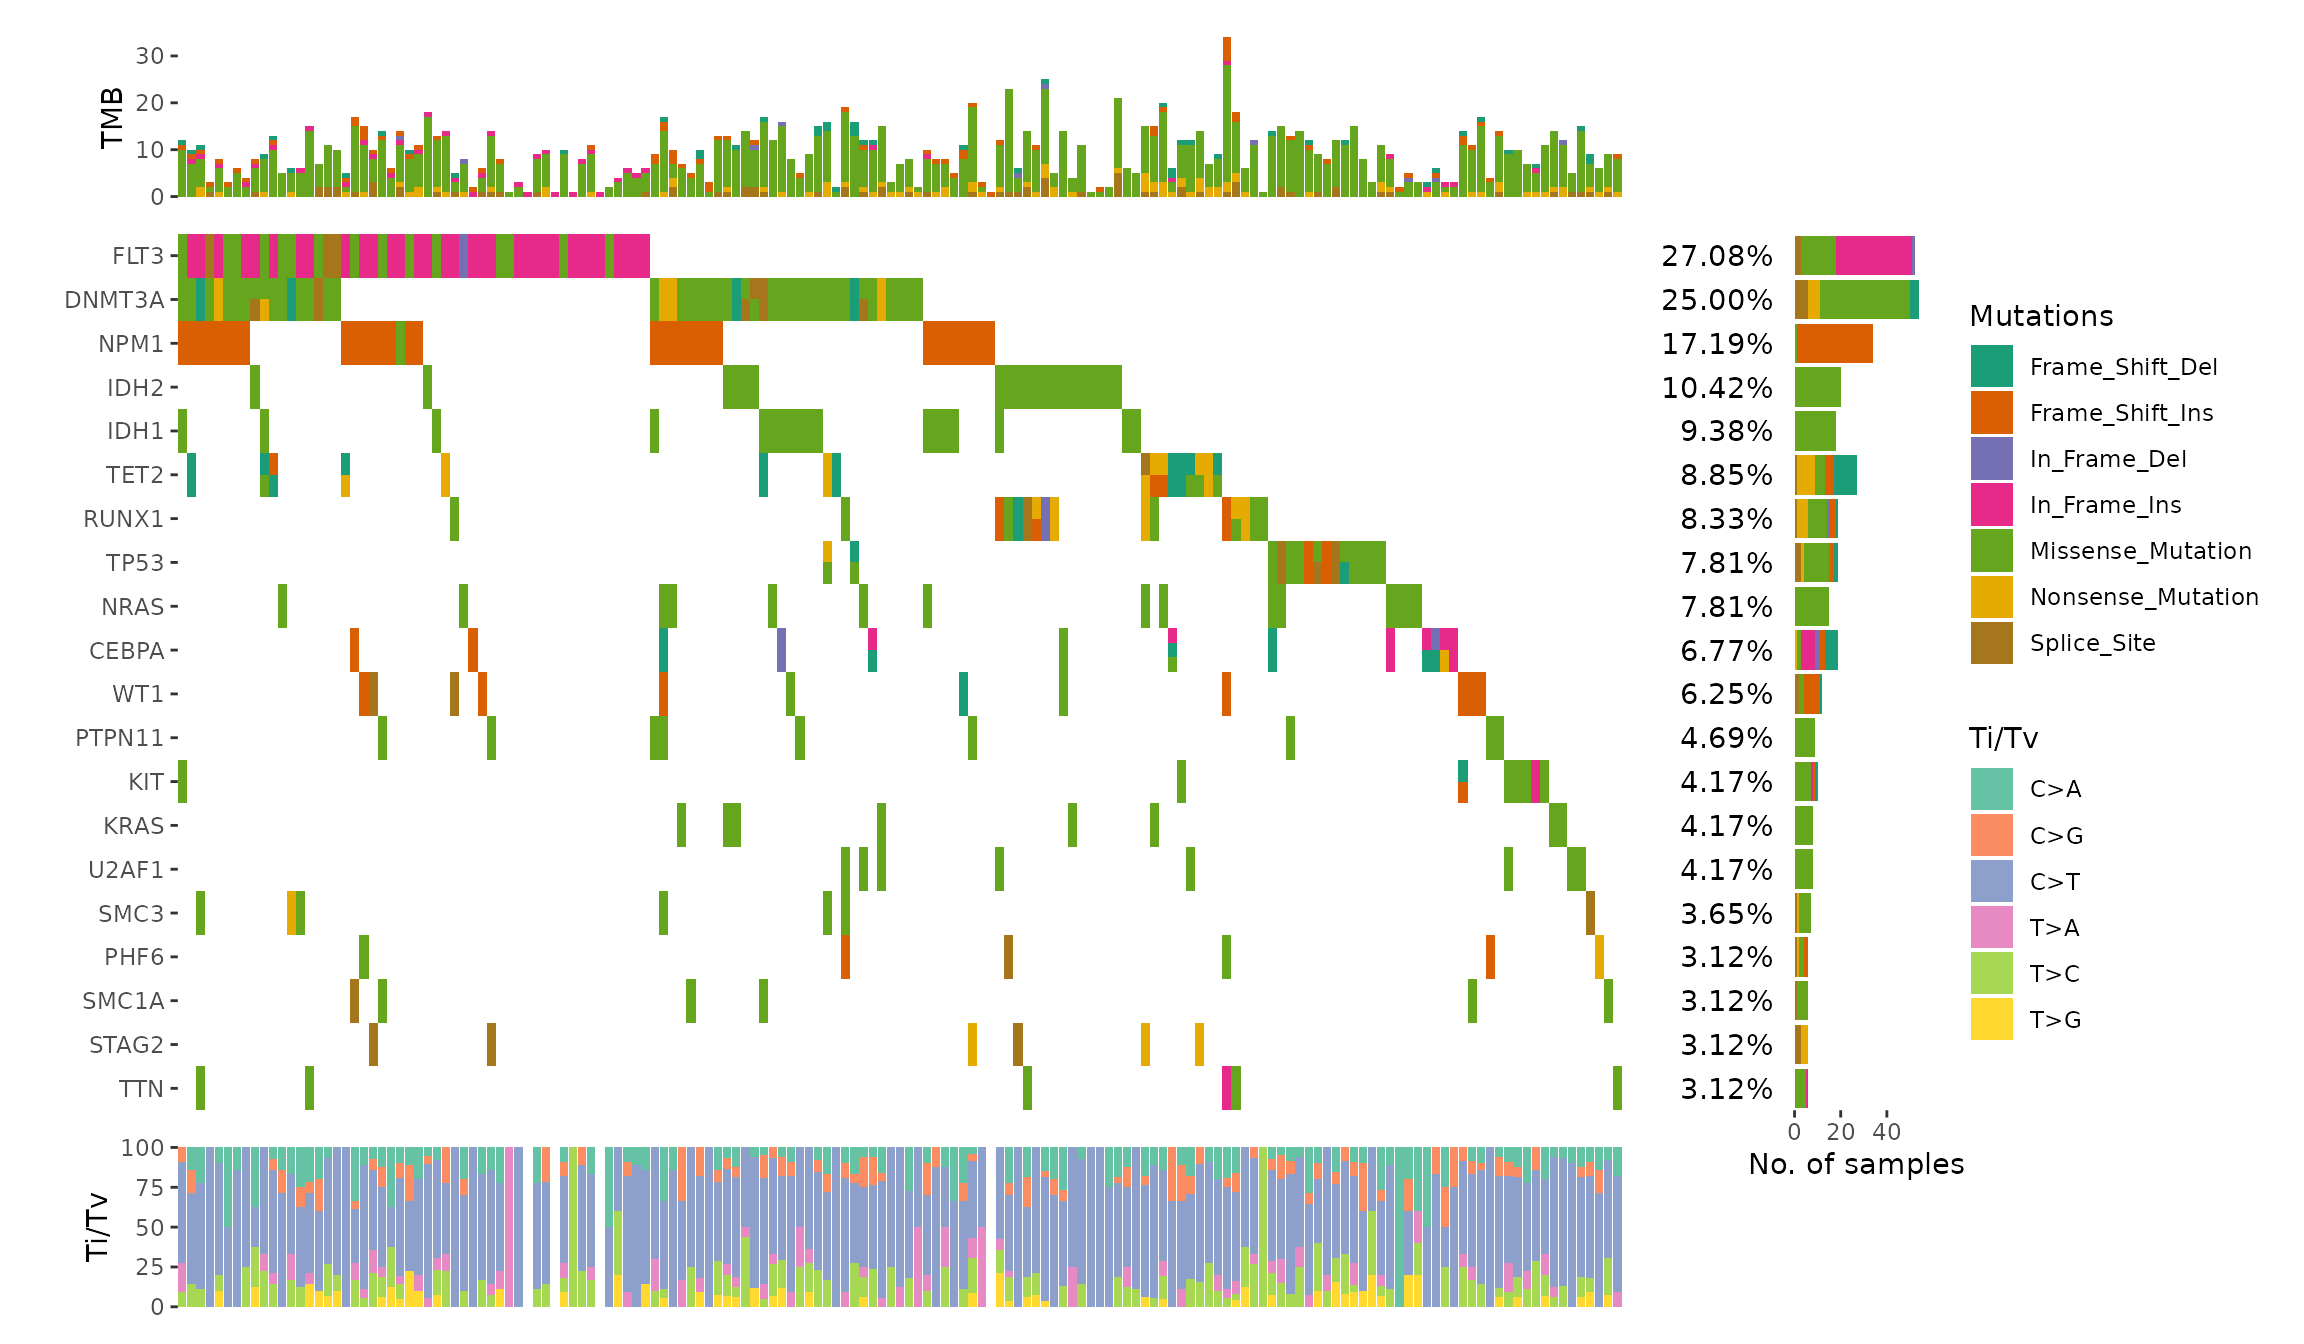 TMB
30
20
10
0
FLT3 27.08%
DNMT3A 25.00%
NPM1 17.19%
IDH2 10.42%
IDH1 9.38%
TET2 8.85%
RUNX1 8.33%
TP53 7.81%
NRAS 7.81%
CEBPA 6.77%
WT1 6.25%
PTPN11 4.69%
KIT 4.17%
KRAS 4.17%
U2AF1 4.17%
SMC3 3.65%
PHF6 3.12%
SMC1A 3.12%
STAG2 3.12%
TTN 3.12%
0 20 40
No. of samples
Mutations
Frame_Shift_Del
Frame_Shift_Ins
In_Frame_Del
In_Frame_Ins
Missense_Mutation
Nonsense_Mutation
Splice_Site
Ti/Tv
C>A
C>G
C>T
T>A
T>C
T>G
Ti/Tv
100
75
50
25
0